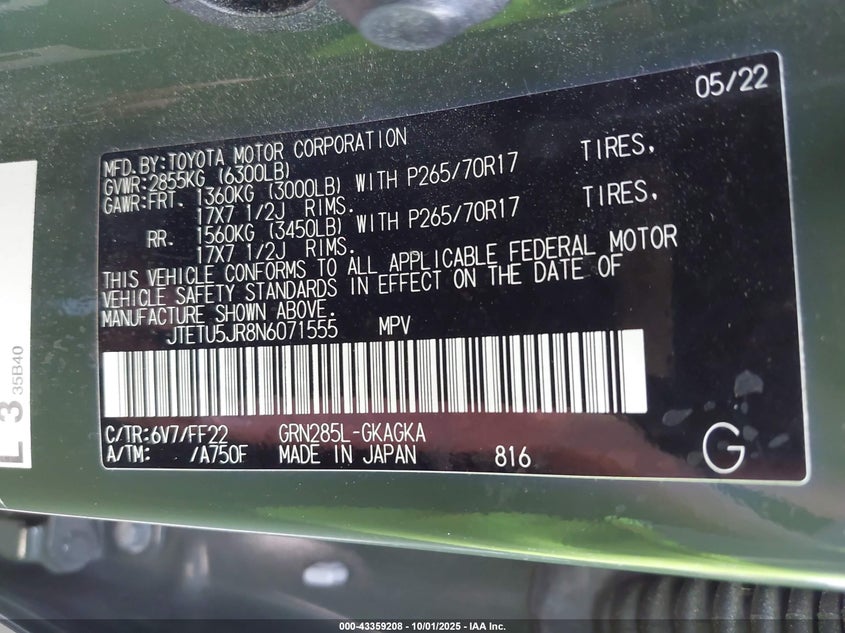 05/22
MFD.BY:TOYOTA MOTOR CORPORATION
GVWR:2855KG (6300LB)
GAWR:FRT. 1360KG (3000LB) WITH P265/70R17 TIRES,
17X7 1/2J RIMS.
RR. 1560KG (3450LB) WITH P265/70R17 TIRES,
17X7 1/2J RIMS.
THIS VEHICLE CONFORMS TO ALL APPLICABLE FEDERAL MOTOR
VEHICLE SAFETY STANDARDS IN EFFECT ON THE DATE OF
MANUFACTURE SHOWN ABOVE.
JTETU5JR8N6071555 MPV
C/TR:6V7/FF22 GRN285L-GKAGKA
A/TM: /A750F MADE IN JAPAN 816
G
L 3
35B40
000-43359208 - 10/01/2025 - IAA Inc.